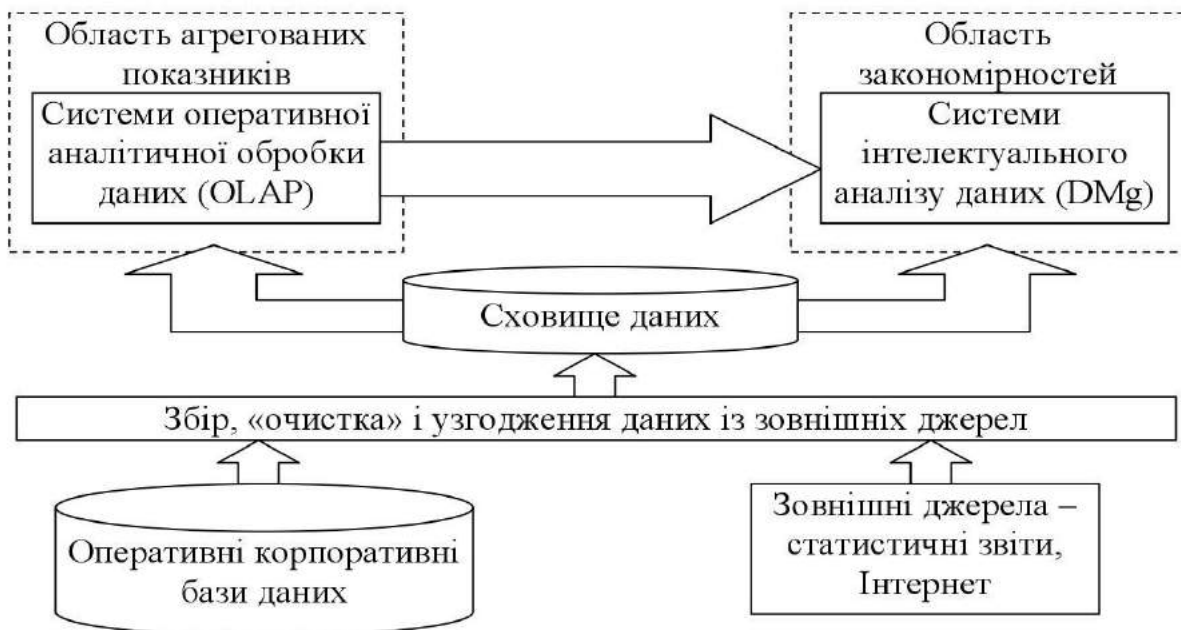 Область агрегованих
показників
Системи оперативної
аналітичної обробки
даних (OLAP)
Область
закономірностей
Системи
інтелектуального
аналізу даних (DMg)
Сховище даних
Збір, «очистка» і узгодження даних із зовнішніх джерел
Оперативні корпоративні
бази даних
Зовнішні джерела –
статистичні звіти,
Інтернет